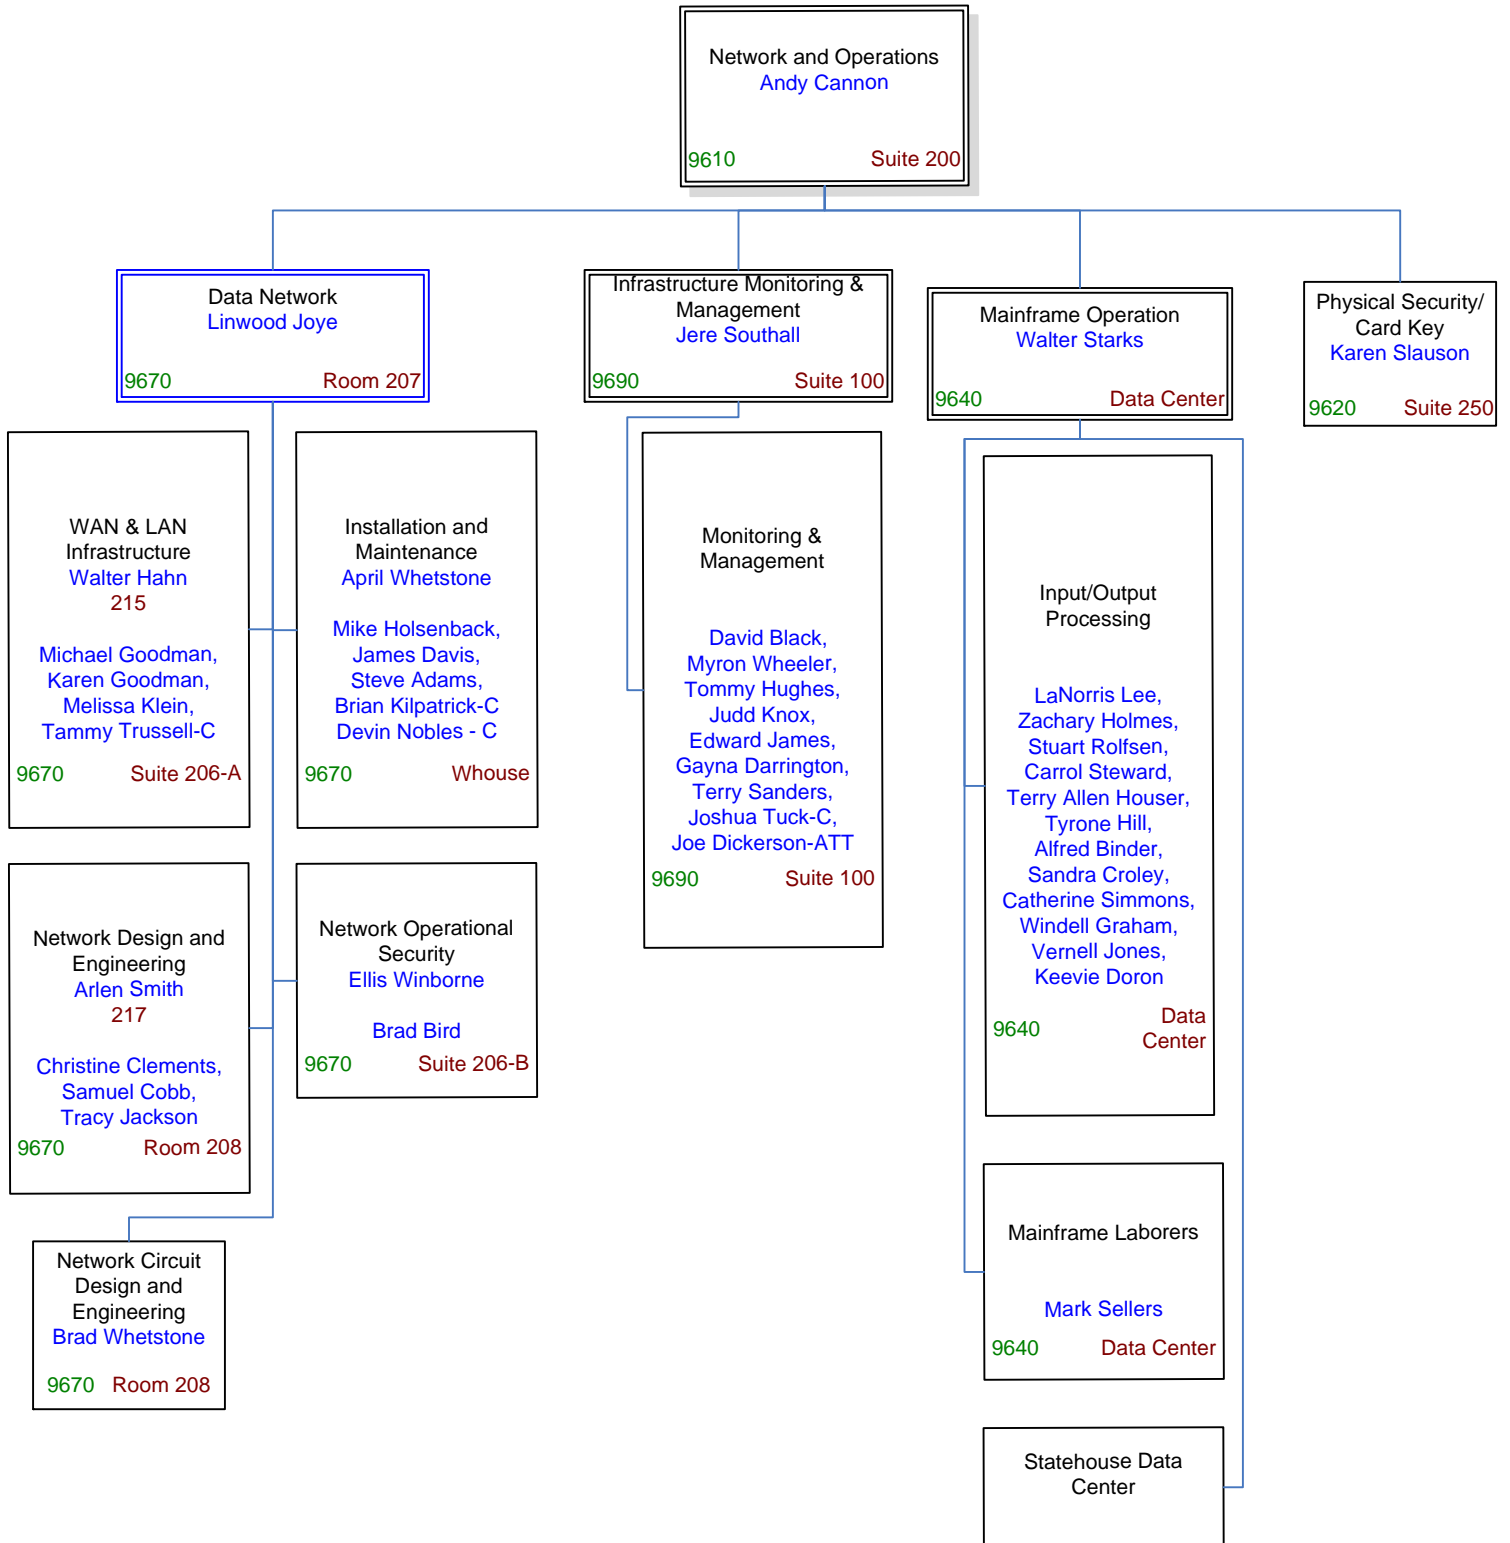 Network and Operations
Andy Cannon
9610 Suite 200
Data Network
Linwood Joye
9670 Room 207
Infrastructure Monitoring &
Management
Jere Southall
9690 Suite 100
Mainframe Operation
Walter Starks
9640 Data Center
Physical Security/
Card Key
Karen Slauson
9620 Suite 250
WAN & LAN
Infrastructure
Walter Hahn
215
Michael Goodman,
Karen Goodman,
Melissa Klein,
Tammy Trussell-C
9670 Suite 206-A
Installation and
Maintenance
April Whetstone
Mike Holsenback,
James Davis,
Steve Adams,
Brian Kilpatrick-C
Devin Nobles - C
9670 Whouse
Network Design and
Engineering
Arlen Smith
217
Christine Clements,
Samuel Cobb,
Tracy Jackson
9670 Room 208
Network Operational
Security
Ellis Winborne
Brad Bird
9670 Suite 206-B
Network Circuit
Design and
Engineering
Brad Whetstone
9670 Room 208
Monitoring &
Management
David Black,
Myron Wheeler,
Tommy Hughes,
Judd Knox,
Edward James,
Gayna Darrington,
Terry Sanders,
Joshua Tuck-C,
Joe Dickerson-ATT
9690 Suite 100
Input/Output
Processing
LaNorris Lee,
Zachary Holmes,
Stuart Rolfsen,
Carrol Steward,
Terry Allen Houser,
Tyrone Hill,
Alfred Binder,
Sandra Croley,
Catherine Simmons,
Windell Graham,
Vernell Jones,
Keevie Doron
9640 Data
Center
Mainframe Laborers
Mark Sellers
9640 Data Center
Statehouse Data
Center